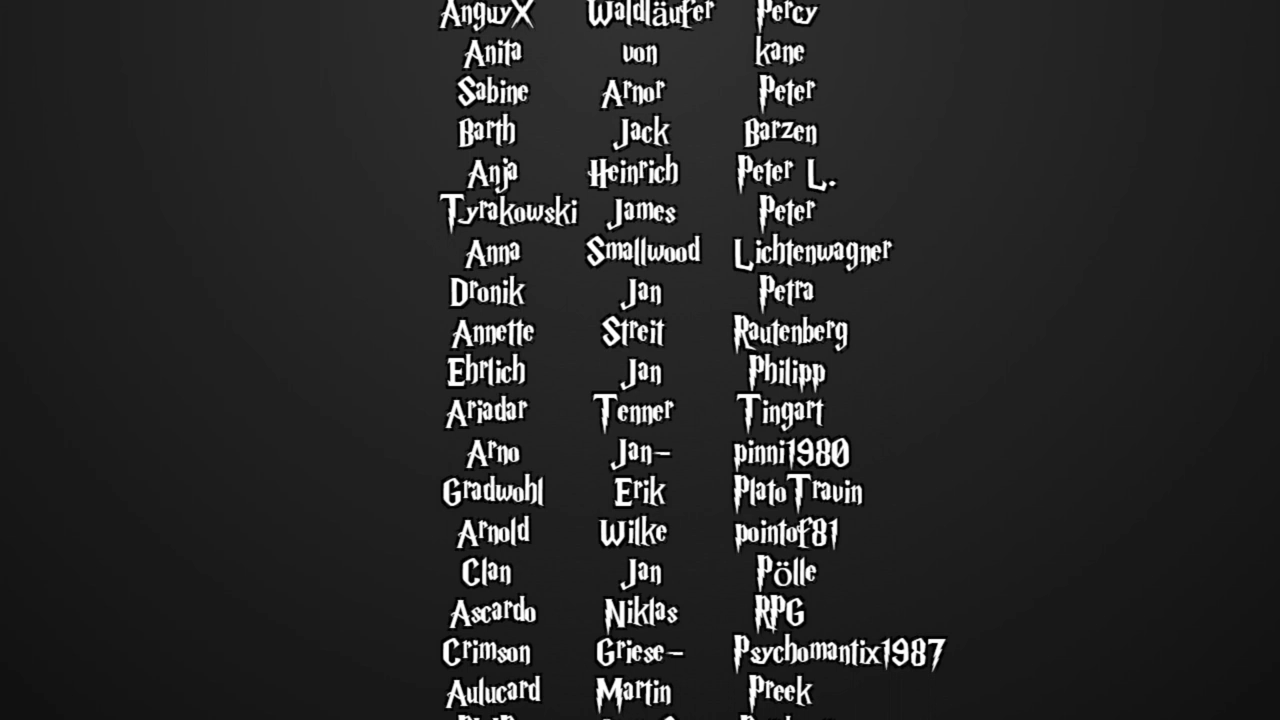 AnguyX Waldläufer Percy
Anita von kane
Sabine Arnor Peter
Barth Jack Barzen
Anja Heinrich Peter L.
Tyrakowski James Peter
Anna Smallwood Lichtenwagner
Dronik Jan Petra
Annette Streit Rautenberg
Ehrlich Jan Philipp
Ariadar Tenner Tingart
Arno Jan- pinni1980
Gradwohl Erik PlatoTravin
Arnold Wilke pointof81
Clan Jan Pölle
Ascardo Niklas RPG
Crimson Griese- Psychomantix1987
Aulucard Martin Preek